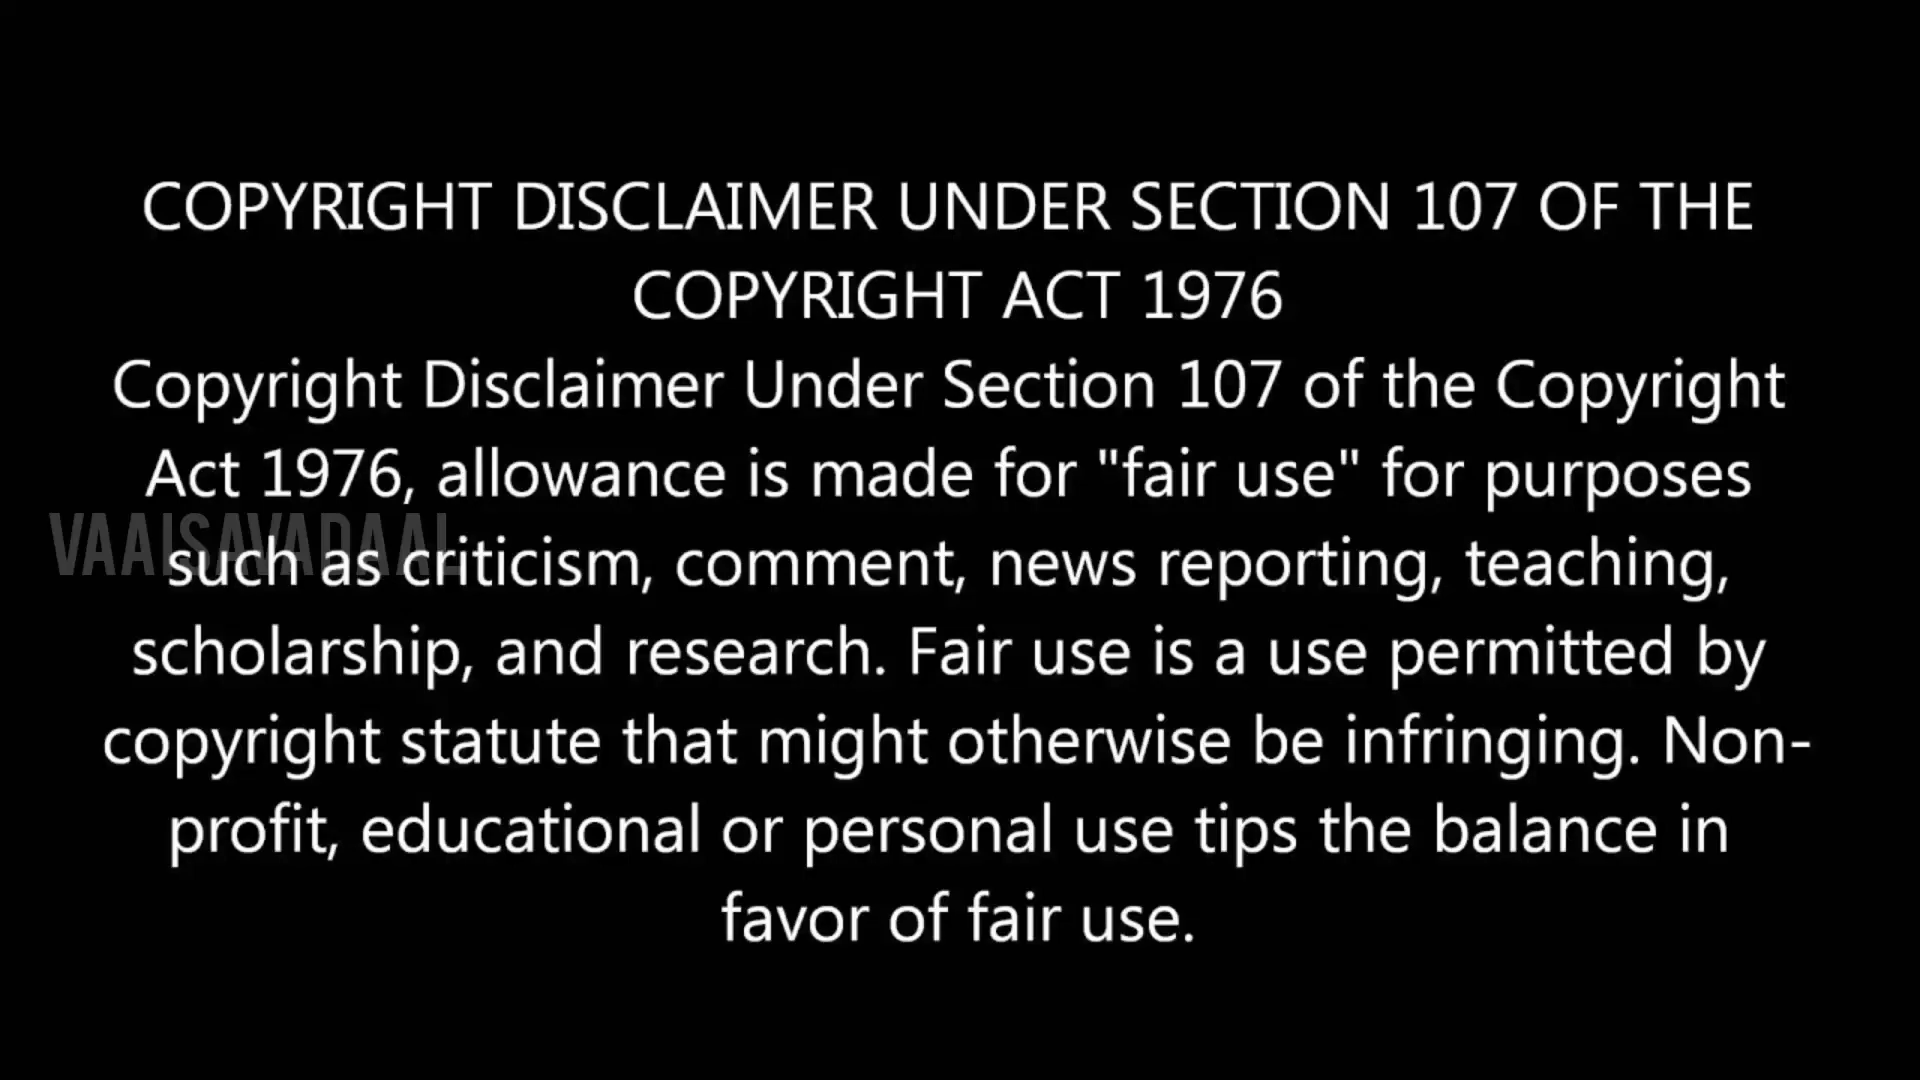 COPYRIGHT DISCLAIMER UNDER SECTION 107 OF THE
COPYRIGHT ACT 1976
Copyright Disclaimer Under Section 107 of the Copyright
Act 1976, allowance is made for "fair use" for purposes
VAAISAVADAAL
such as criticism, comment, news reporting, teaching,
scholarship, and research. Fair use is a use permitted by
copyright statute that might otherwise be infringing. Non-
profit, educational or personal use tips the balance in
favor of fair use.